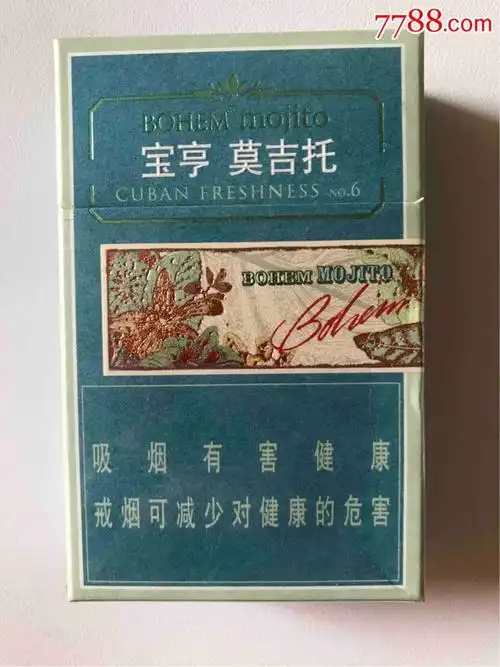 7788.com
BOHEM mojito
宝亨 莫吉托
CUBAN FRESHNESS NO.6
BOHEM MOJITO
Bohem
吸烟有害健康
戒烟可减少对健康的危害